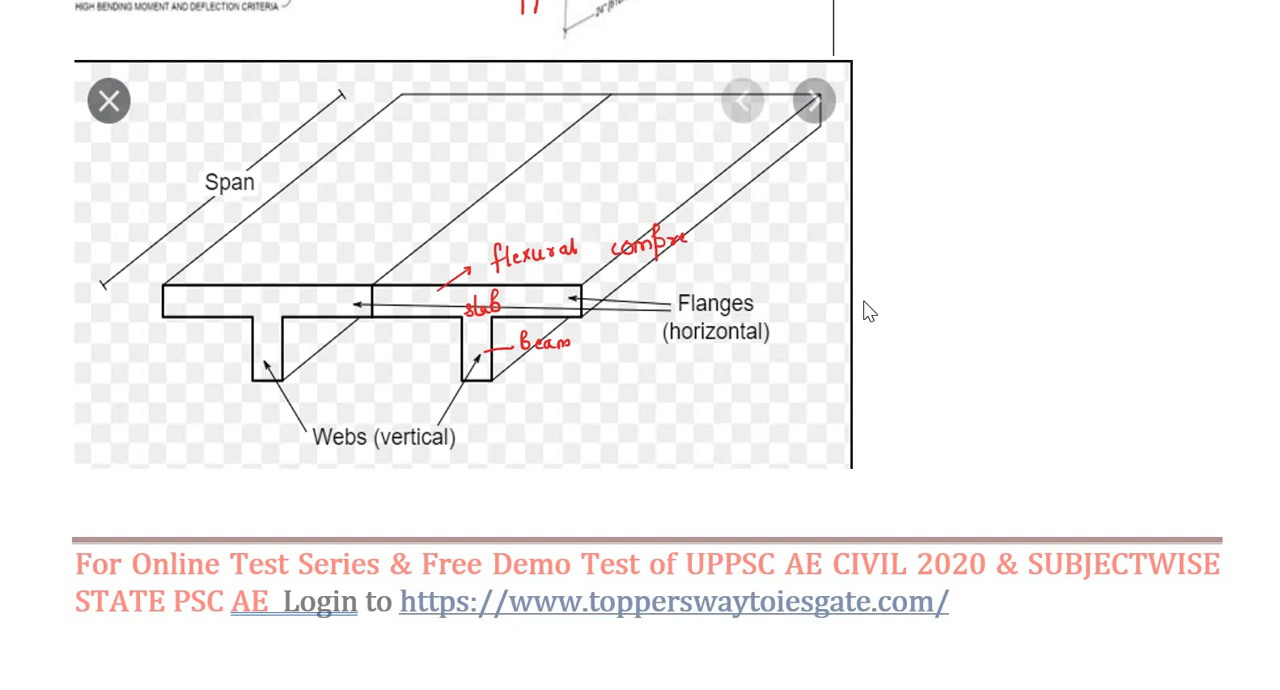 HIGH BENDING MOMENT AND DEFLECTION CRITERIA
Span
flexural compre
slab
Flanges
(horizontal)
Beam
Webs (vertical)
For Online Test Series & Free Demo Test of UPPSC AE CIVIL 2020 & SUBJECTWISE
STATE PSC AE Login to https://www.topperswaytoiesgate.com/